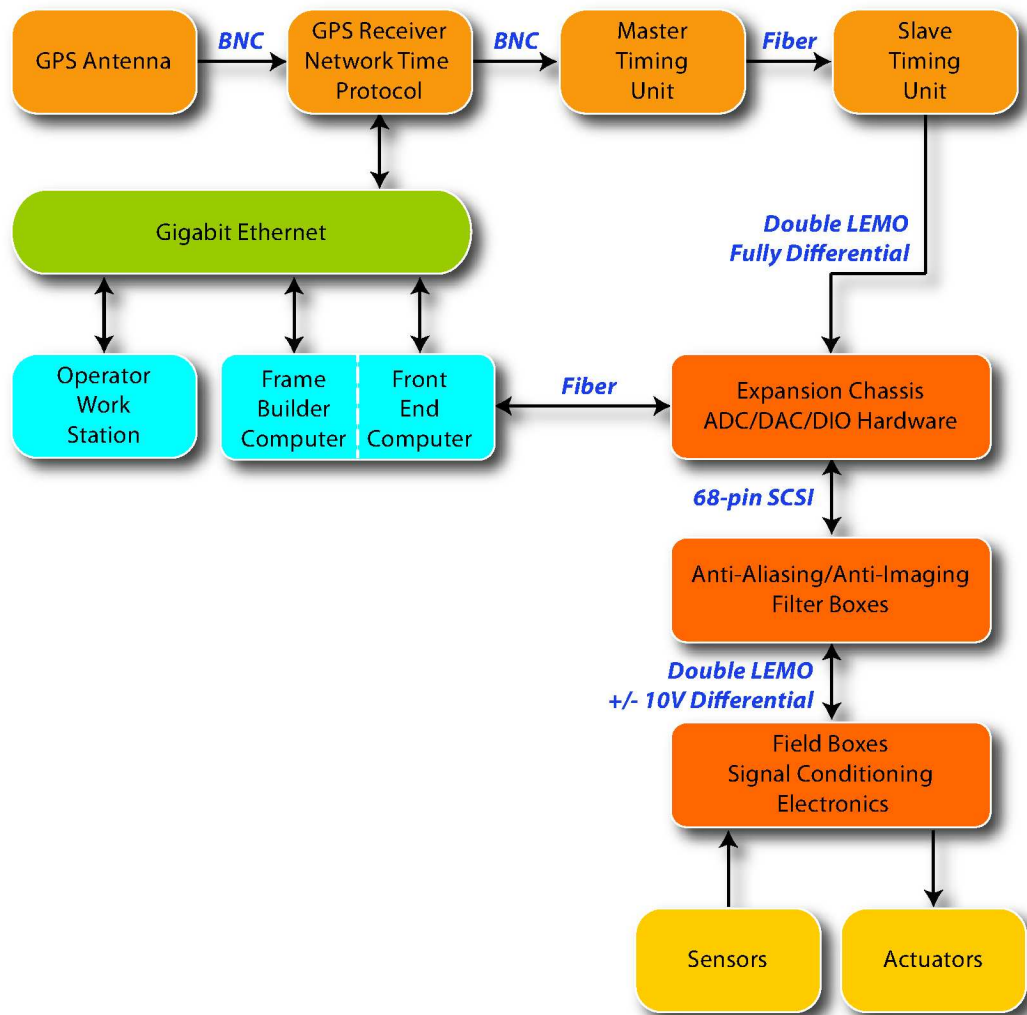 GPS Antenna
BNC
GPS Receiver
Network Time
Protocol
BNC
Master
Timing
Unit
Fiber
Slave
Timing
Unit
Gigabit Ethernet
Double LEMO
Fully Differential
Operator
Work
Station
Frame
Builder
Computer
Front
End
Computer
Fiber
Expansion Chassis
ADC/DAC/DIO Hardware
68-pin SCSI
Anti-Aliasing/Anti-Imaging
Filter Boxes
Double LEMO
+/- 10V Differential
Field Boxes
Signal Conditioning
Electronics
Sensors
Actuators